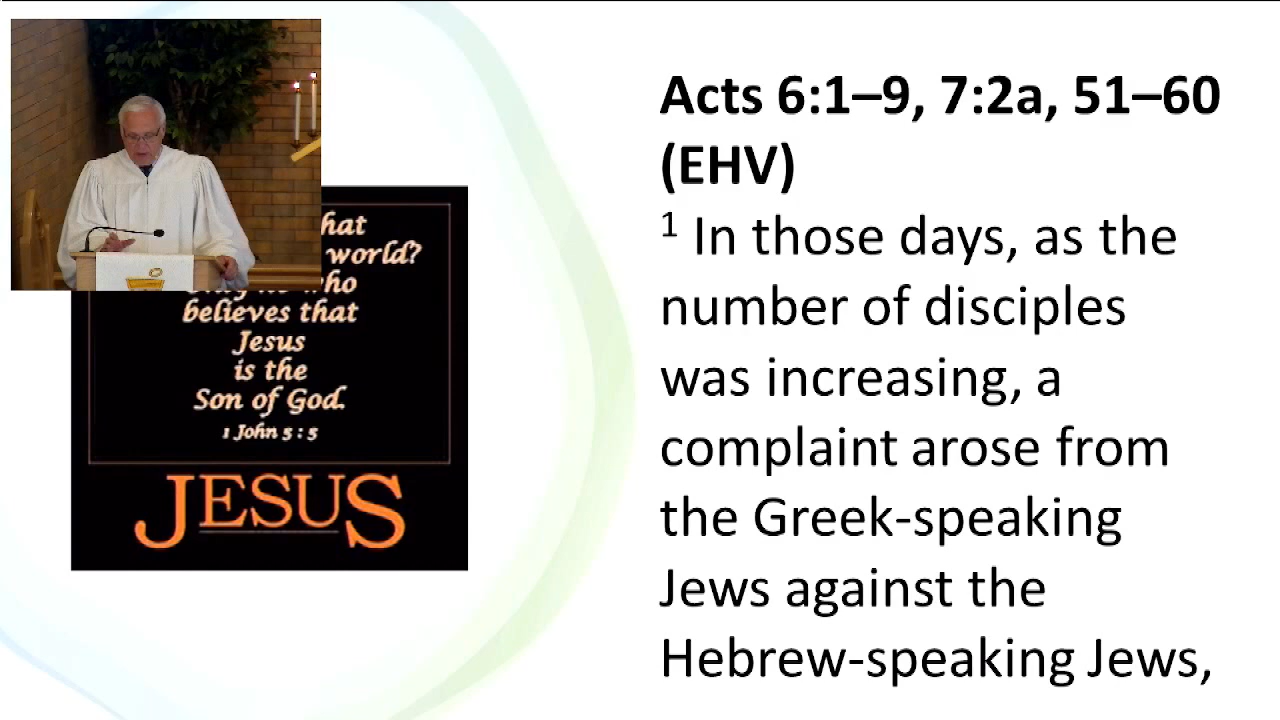 hat
world?
who
believes that
Jesus
is the
Son of God.
1 John 5 : 5
JESUS
Acts 6:1–9, 7:2a, 51–60
(EHV)
1 In those days, as the
number of disciples
was increasing, a
complaint arose from
the Greek-speaking
Jews against the
Hebrew-speaking Jews,